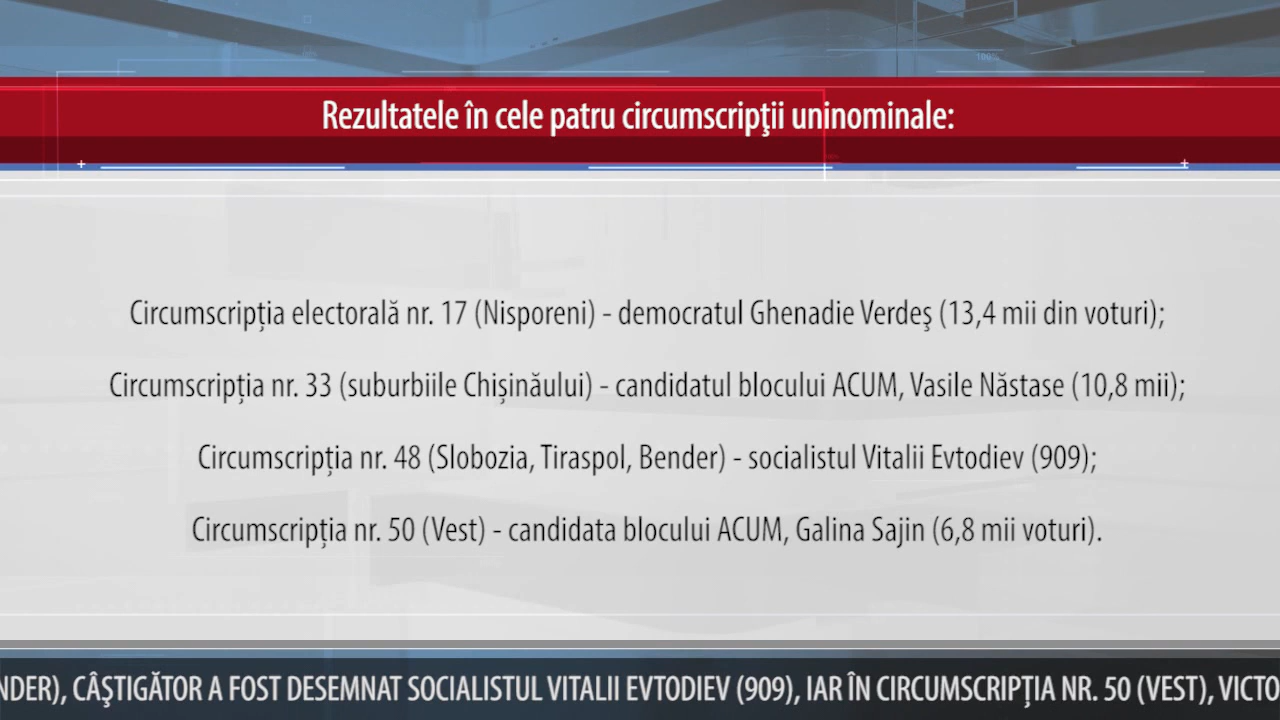 Rezultatele în cele patru circumscripţii uninominale:
Circumscripția electorală nr. 17 (Nisporeni) - democratul Ghenadie Verdeş (13,4 mii din voturi);
Circumscripția nr. 33 (suburbiile Chișinăului) - candidatul blocului ACUM, Vasile Năstase (10,8 mii);
Circumscripția nr. 48 (Slobozia, Tiraspol, Bender) - socialistul Vitalii Evtodiev (909);
Circumscripția nr. 50 (Vest) - candidata blocului ACUM, Galina Sajin (6,8 mii voturi).
NDER), CÂŞTIGĂTOR A FOST DESEMNAT SOCIALISTUL VITALII EVTODIEV (909), IAR ÎN CIRCUMSCRIPŢIA NR. 50 (VEST), VICTO